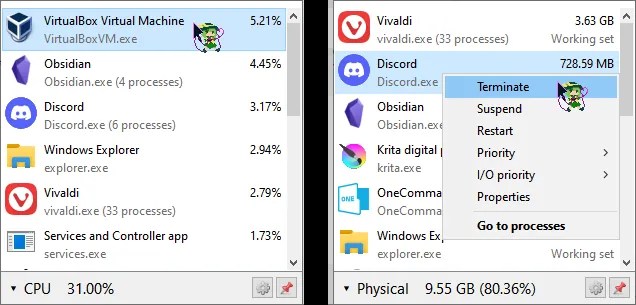 VirtualBox Virtual Machine 5.21%
VirtualBoxVM.exe
Obsidian 4.45%
Obsidian.exe (4 processes)
Discord 3.17%
Discord.exe (6 processes)
Windows Explorer 2.94%
explorer.exe
Vivaldi 2.79%
vivaldi.exe (33 processes)
Services and Controller app 1.73%
services.exe
CPU 31.00%
Vivaldi 3.63 GB
vivaldi.exe (33 processes) Working set
Discord 728.59 MB
Discord.exe
Obsidian
Obsidian.exe
Krita digital p
krita.exe
OneComma
OneComma
Windows Exp
explorer.exe Working set
Terminate
Suspend
Restart
Priority
I/O priority
Properties
Go to processes
Physical 9.55 GB (80.36%)